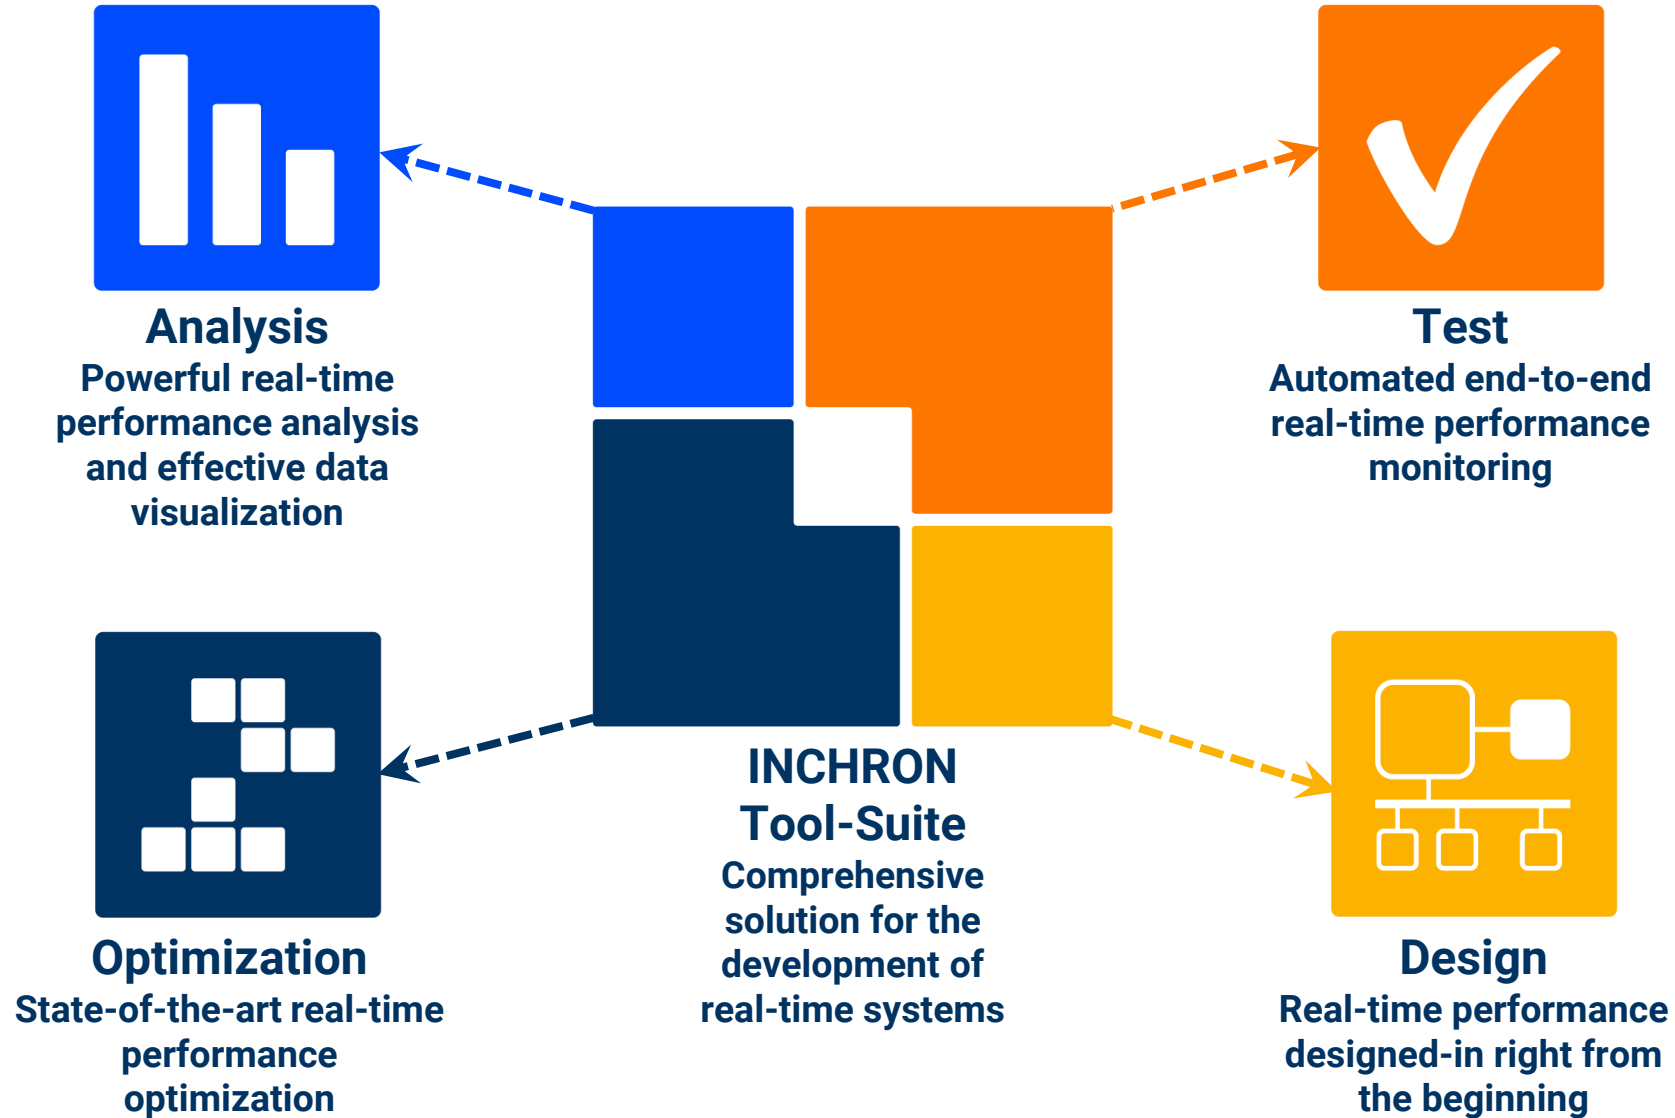 Analysis
Powerful real-time
performance analysis
and effective data
visualization
Test
Automated end-to-end
real-time performance
monitoring
INCHRON
Tool-Suite
Comprehensive
solution for the
development of
real-time systems
Optimization
State-of-the-art real-time
performance
optimization
Design
Real-time performance
designed-in right from
the beginning